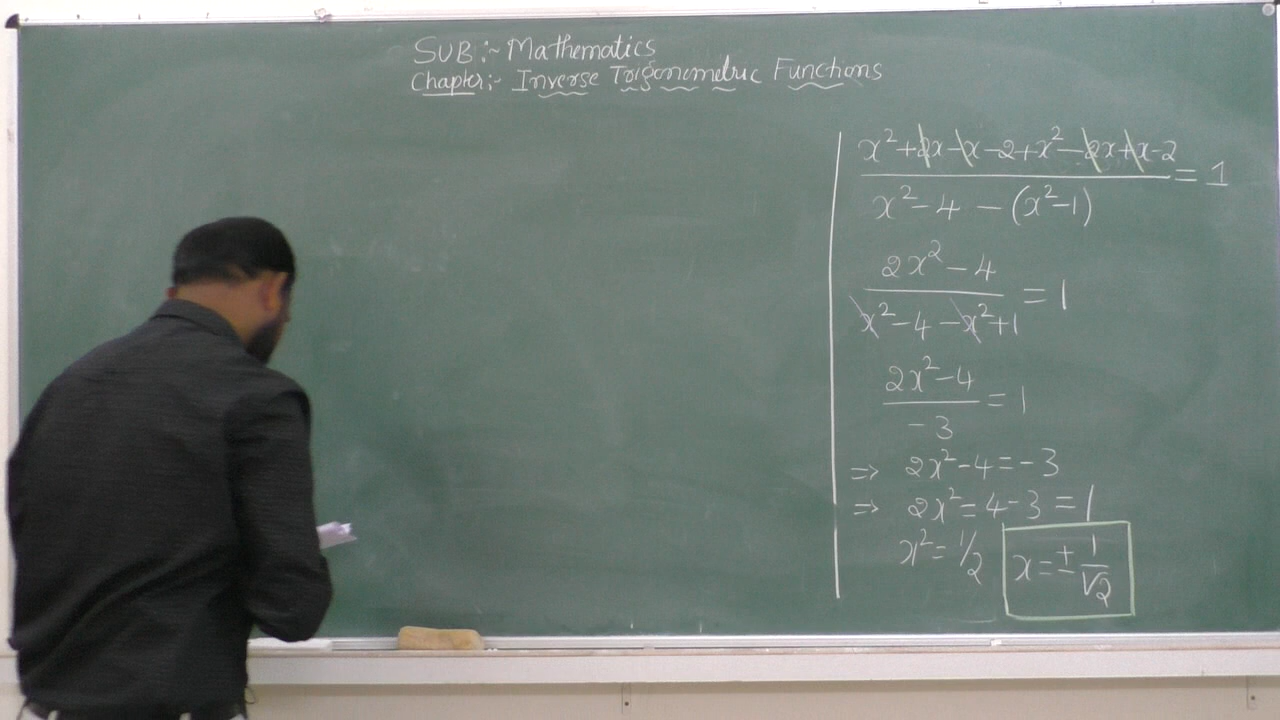 SUB:- Mathematics
Chapter:- Inverse Trigonometric Functions
x²+2x-x-2+x²-2x+x-2 / x²-4-(x²-1) = 1
2x²-4 / x²-4-x²+1 = 1
2x²-4 / -3 = 1
⇒ 2x²-4=-3
⇒ 2x²=4-3=1
x²=1/2 x=±1/√2